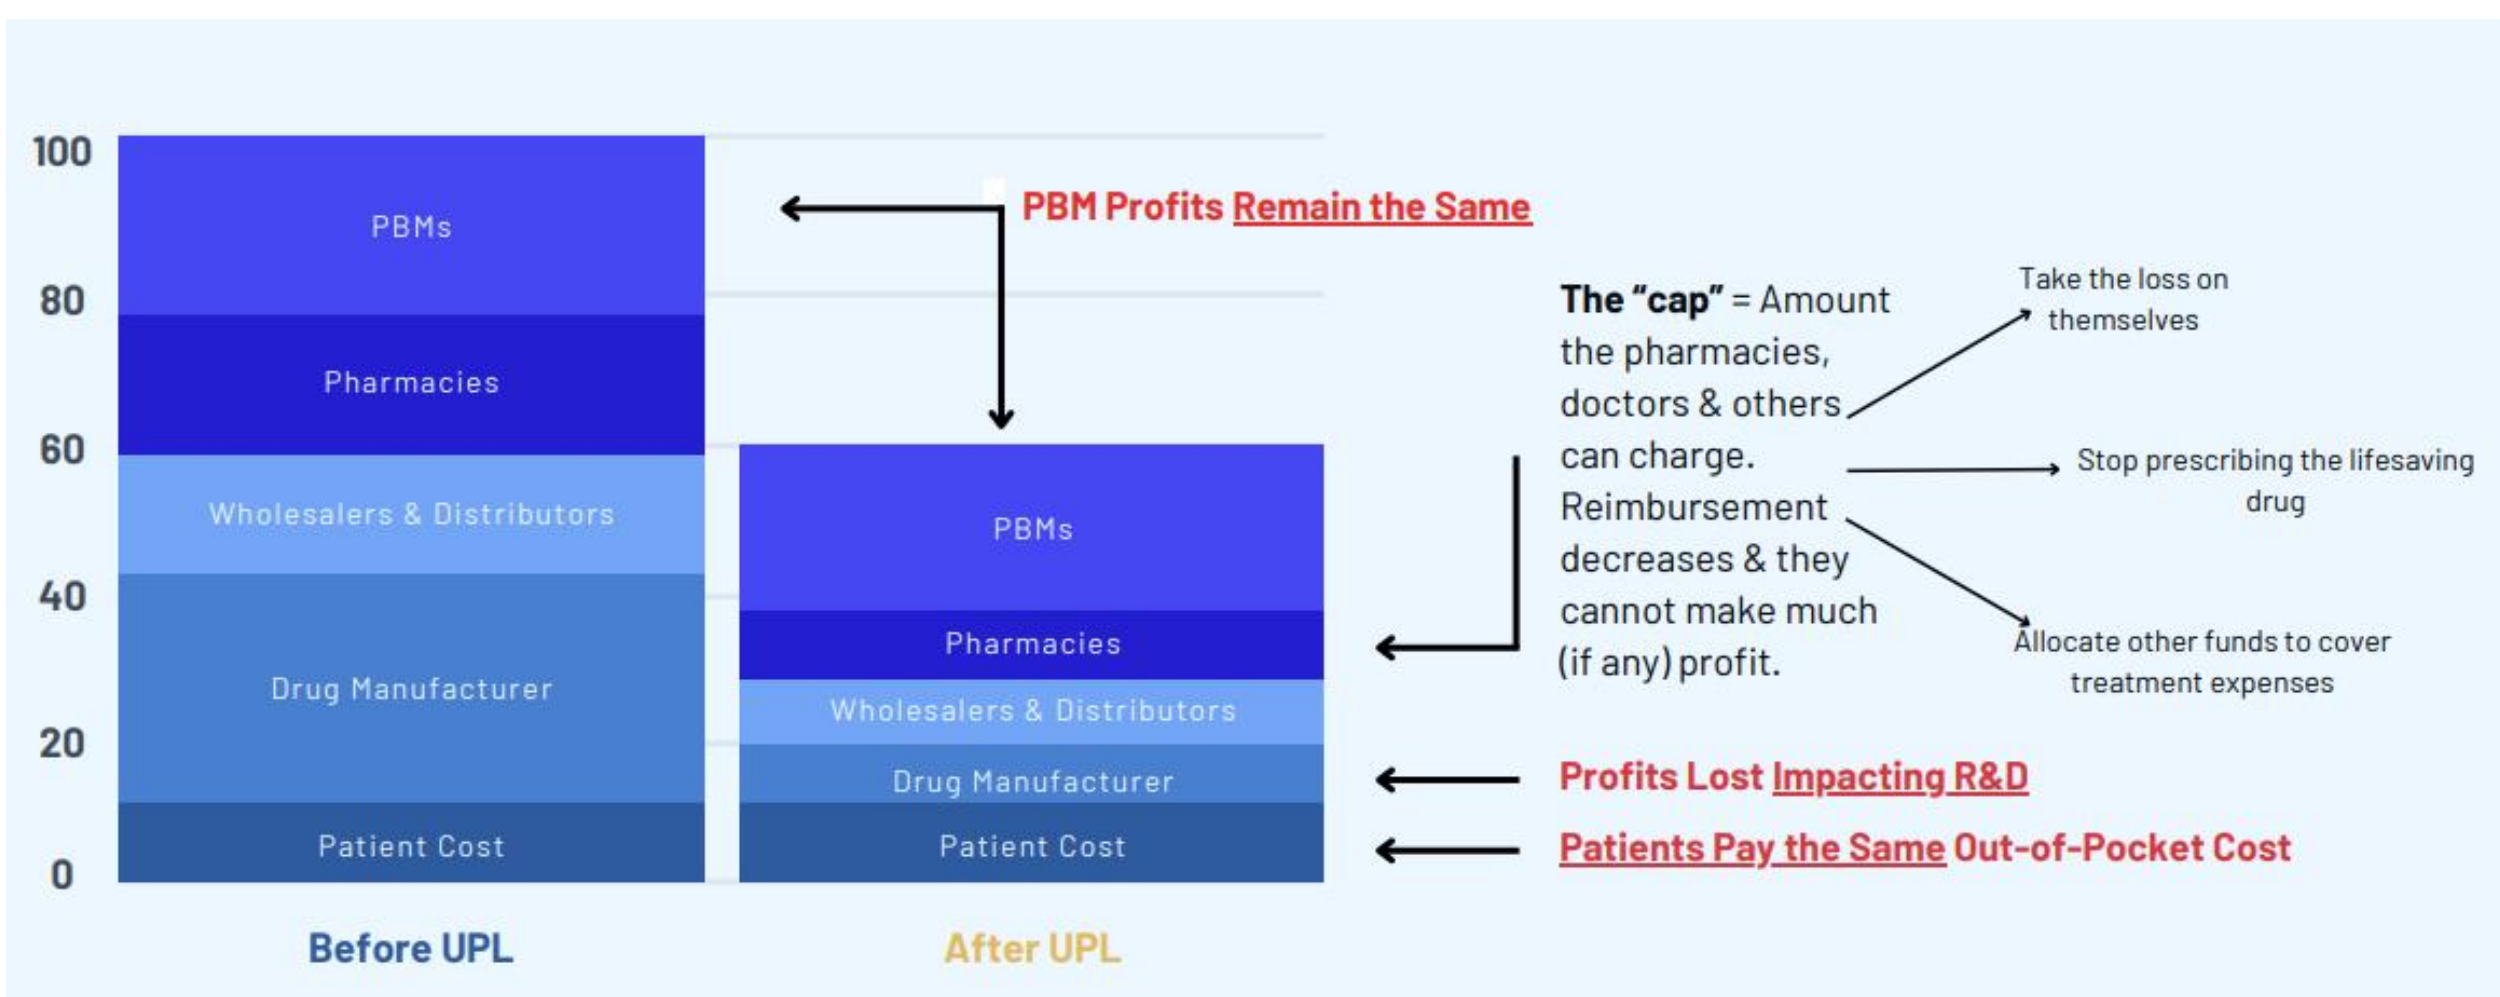 100
80
60
40
20
0
PBMs
Pharmacies
Wholesalers & Distributors
Drug Manufacturer
Patient Cost
Before UPL
PBMs
Pharmacies
Wholesalers & Distributors
Drug Manufacturer
Patient Cost
After UPL
PBM Profits Remain the Same
The “cap” = Amount
the pharmacies,
doctors & others
can charge.
Reimbursement
decreases & they
cannot make much
(if any) profit.
Take the loss on
themselves
Stop prescribing the lifesaving
drug
Allocate other funds to cover
treatment expenses
Profits Lost Impacting R&D
Patients Pay the Same Out-of-Pocket Cost